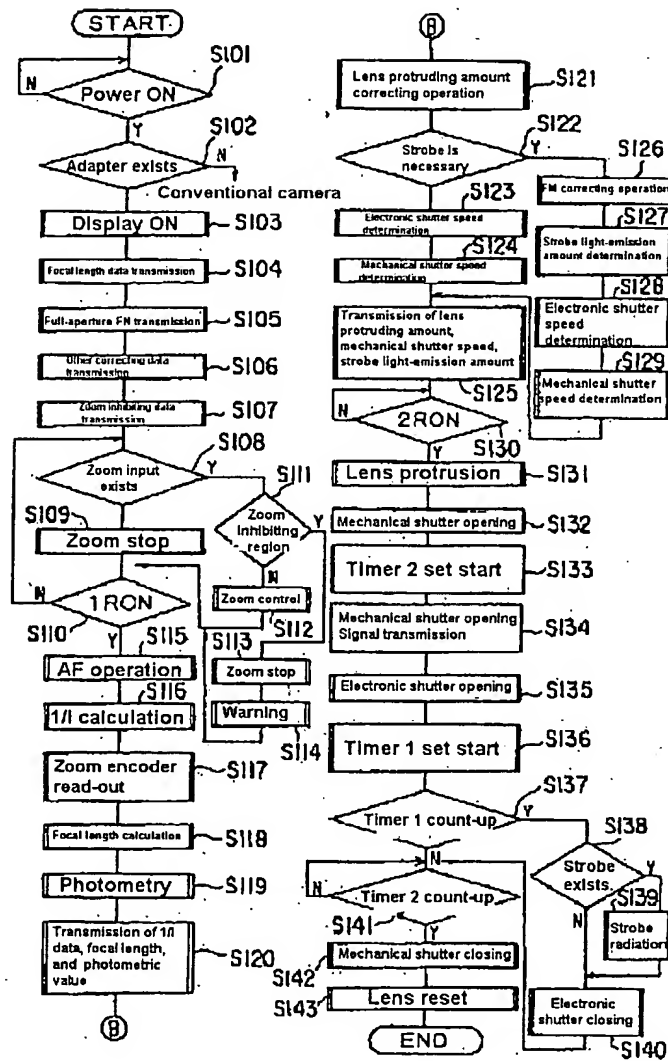 START
S101
N
Power ON
Y
S102
Adapter exists
N
Conventional camera
Display ON
S103
Focal length data transmission
S104
Full-aperture FN transmission
S105
Other correcting data
transmission
S106
Zoom inhibiting data
transmission
S107
S108
Zoom input
exists
Y
S111
S109
Zoom
inhibiting
region
Y
Zoom stop
N
N
1 RON
Zoom control
S110
S112
Y
S115
S113
AF operation
Zoom stop
S116
1/l calculation
Warning
S114
Zoom encoder
read-out
S117
Focal length calculation
S118
Photometry
S119
Transmission of 1/l
data, focal length,
and photometric
value
S120
B
B
Lens protruding amount
correcting operation
S121
S122
Strobe is
necessary
Y
S126
FM correcting operation
S123
S127
Electronic shutter speed
determination
Strobe light-emission
amount determination
S124
Mechanical shutter speed
determination
S128
Electronic shutter
speed
determination
Transmission of lens
protruding amount,
mechanical shutter speed,
strobe light-emission amount
S129
Mechanical shutter
speed determination
S125
N
2 RON
S130
Y
Lens protrusion
S131
Mechanical shutter opening
S132
Timer 2 set start
S133
Mechanical shutter opening
Signal transmission
S134
Electronic shutter opening
S135
Timer 1 set start
S136
S137
Timer 1 count-up
Y
S138
N
Strobe
exists.
Y
S139
N
Timer 2 count-up
N
Strobe
radiation
S141
Y
Mechanical shutter closing
S142
Electronic
shutter closing
S140
Lens reset
S143
END